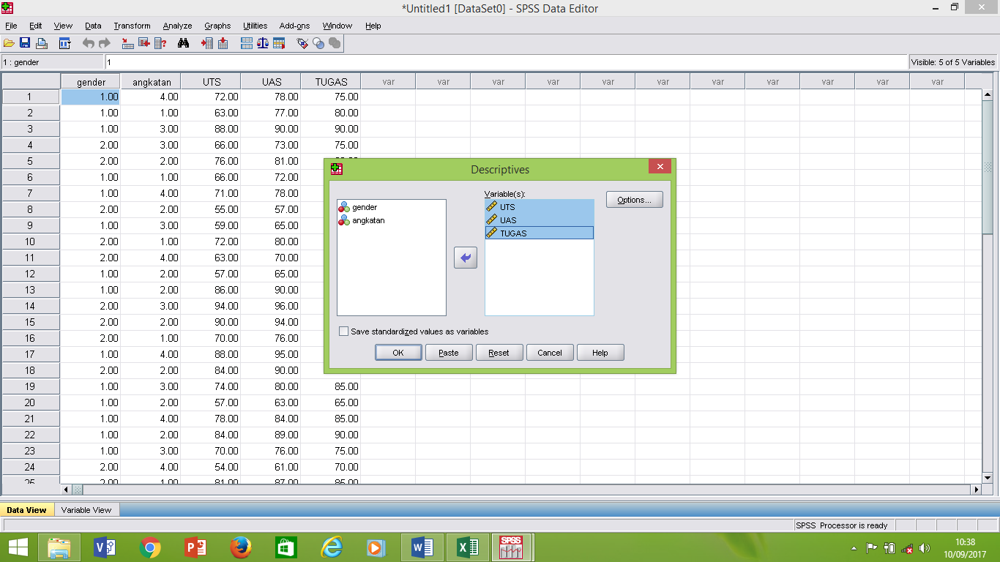 *Untitled1 [DataSet0] - SPSS Data Editor
File Edit View Data Transform Analyze Graphs Utilities Add-ons Window Help
1 : gender 1 Visible: 5 of 5 Variables
gender angkatan UTS UAS TUGAS var var var var var var var var var var var
1 1.00 4.00 72.00 78.00 75.00
2 1.00 1.00 63.00 77.00 80.00
3 1.00 3.00 88.00 90.00 90.00
4 2.00 3.00 66.00 73.00 75.00
5 2.00 2.00 76.00 81.00
6 1.00 1.00 66.00 72.00
7 1.00 4.00 71.00 78.00
8 2.00 2.00 55.00 57.00
9 1.00 3.00 59.00 65.00
10 2.00 1.00 72.00 80.00
11 2.00 4.00 63.00 70.00
12 1.00 2.00 57.00 65.00
13 1.00 2.00 86.00 90.00
14 2.00 3.00 94.00 96.00
15 2.00 2.00 90.00 94.00
16 2.00 1.00 70.00 76.00
17 1.00 4.00 88.00 95.00
18 2.00 2.00 84.00 90.00
19 1.00 3.00 74.00 80.00 85.00
20 1.00 2.00 57.00 63.00 65.00
21 1.00 4.00 78.00 84.00 85.00
22 1.00 2.00 84.00 89.00 90.00
23 1.00 3.00 70.00 76.00 75.00
24 2.00 4.00 54.00 61.00 70.00
25 2.00 1.00 81.00 87.00
Descriptives
Variable(s):
gender
angkatan
UTS
UAS
TUGAS
Options...
Save standardized values as variables
OK Paste Reset Cancel Help
Data View Variable View
SPSS Processor is ready
SPSS
10:38
10/09/2017